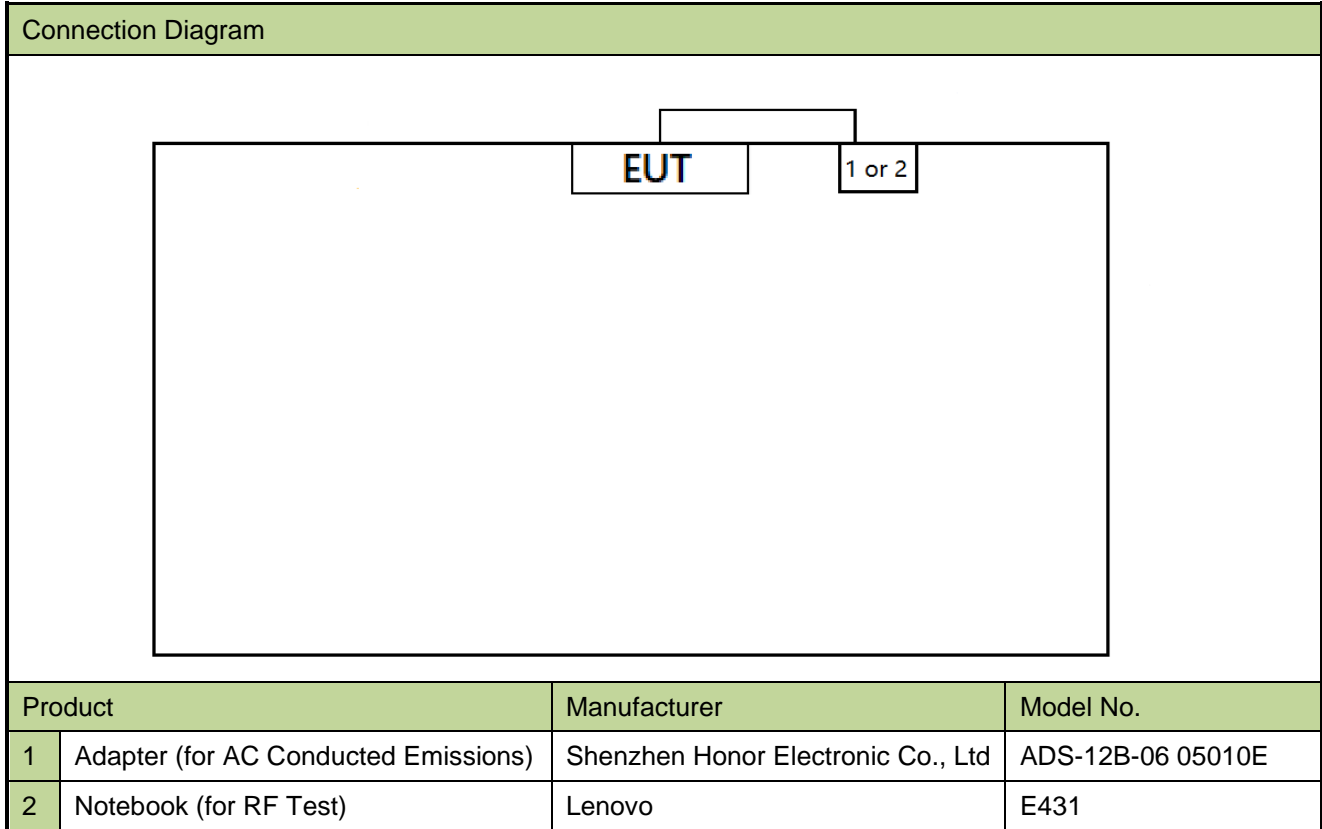 Connection Diagram
EUT
1 or 2
Product Manufacturer Model No.
1 Adapter (for AC Conducted Emissions) Shenzhen Honor Electronic Co., Ltd ADS-12B-06 05010E
2 Notebook (for RF Test) Lenovo E431